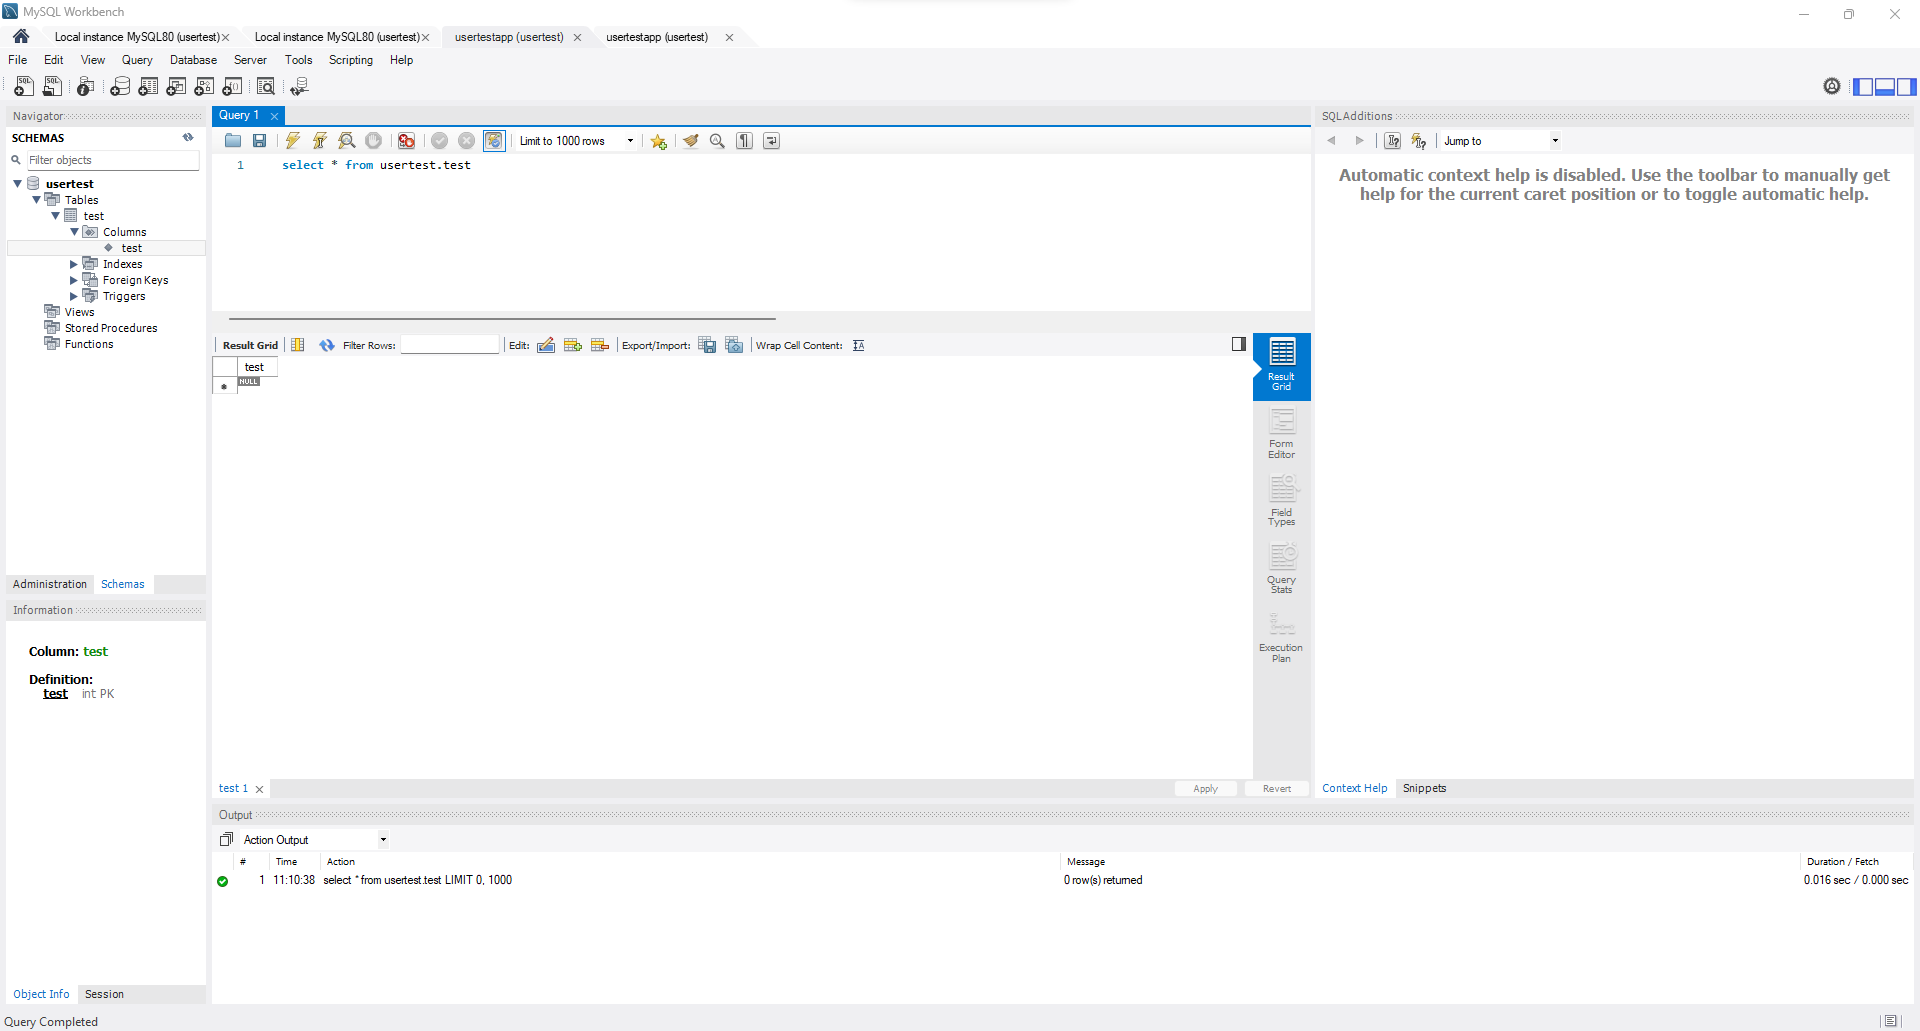 MySQL Workbench
Local instance MySQL80 (usertest)
Local instance MySQL80 (usertest)
usertestapp (usertest)
usertestapp (usertest)
File Edit View Query Database Server Tools Scripting Help
Navigator
SCHEMAS
Filter objects
usertest
Tables
test
Columns
test
Indexes
Foreign Keys
Triggers
Views
Stored Procedures
Functions
Administration Schemas
Information
Column: test
Definition:
test int PK
Object Info Session
Query 1
Limit to 1000 rows
1 select * from usertest.test
Result Grid Filter Rows: Edit: Export/Import: Wrap Cell Content:
test
NULL
Result
Grid
Form
Editor
Field
Types
Query
Stats
Execution
Plan
test 1 Apply Revert
SQLAdditions
Jump to
Automatic context help is disabled. Use the toolbar to manually get
help for the current caret position or to toggle automatic help.
Context Help Snippets
Output
Action Output
# Time Action Message Duration / Fetch
1 11:10:38 select * from usertest.test LIMIT 0, 1000 0 row(s) returned 0.016 sec / 0.000 sec
Query Completed